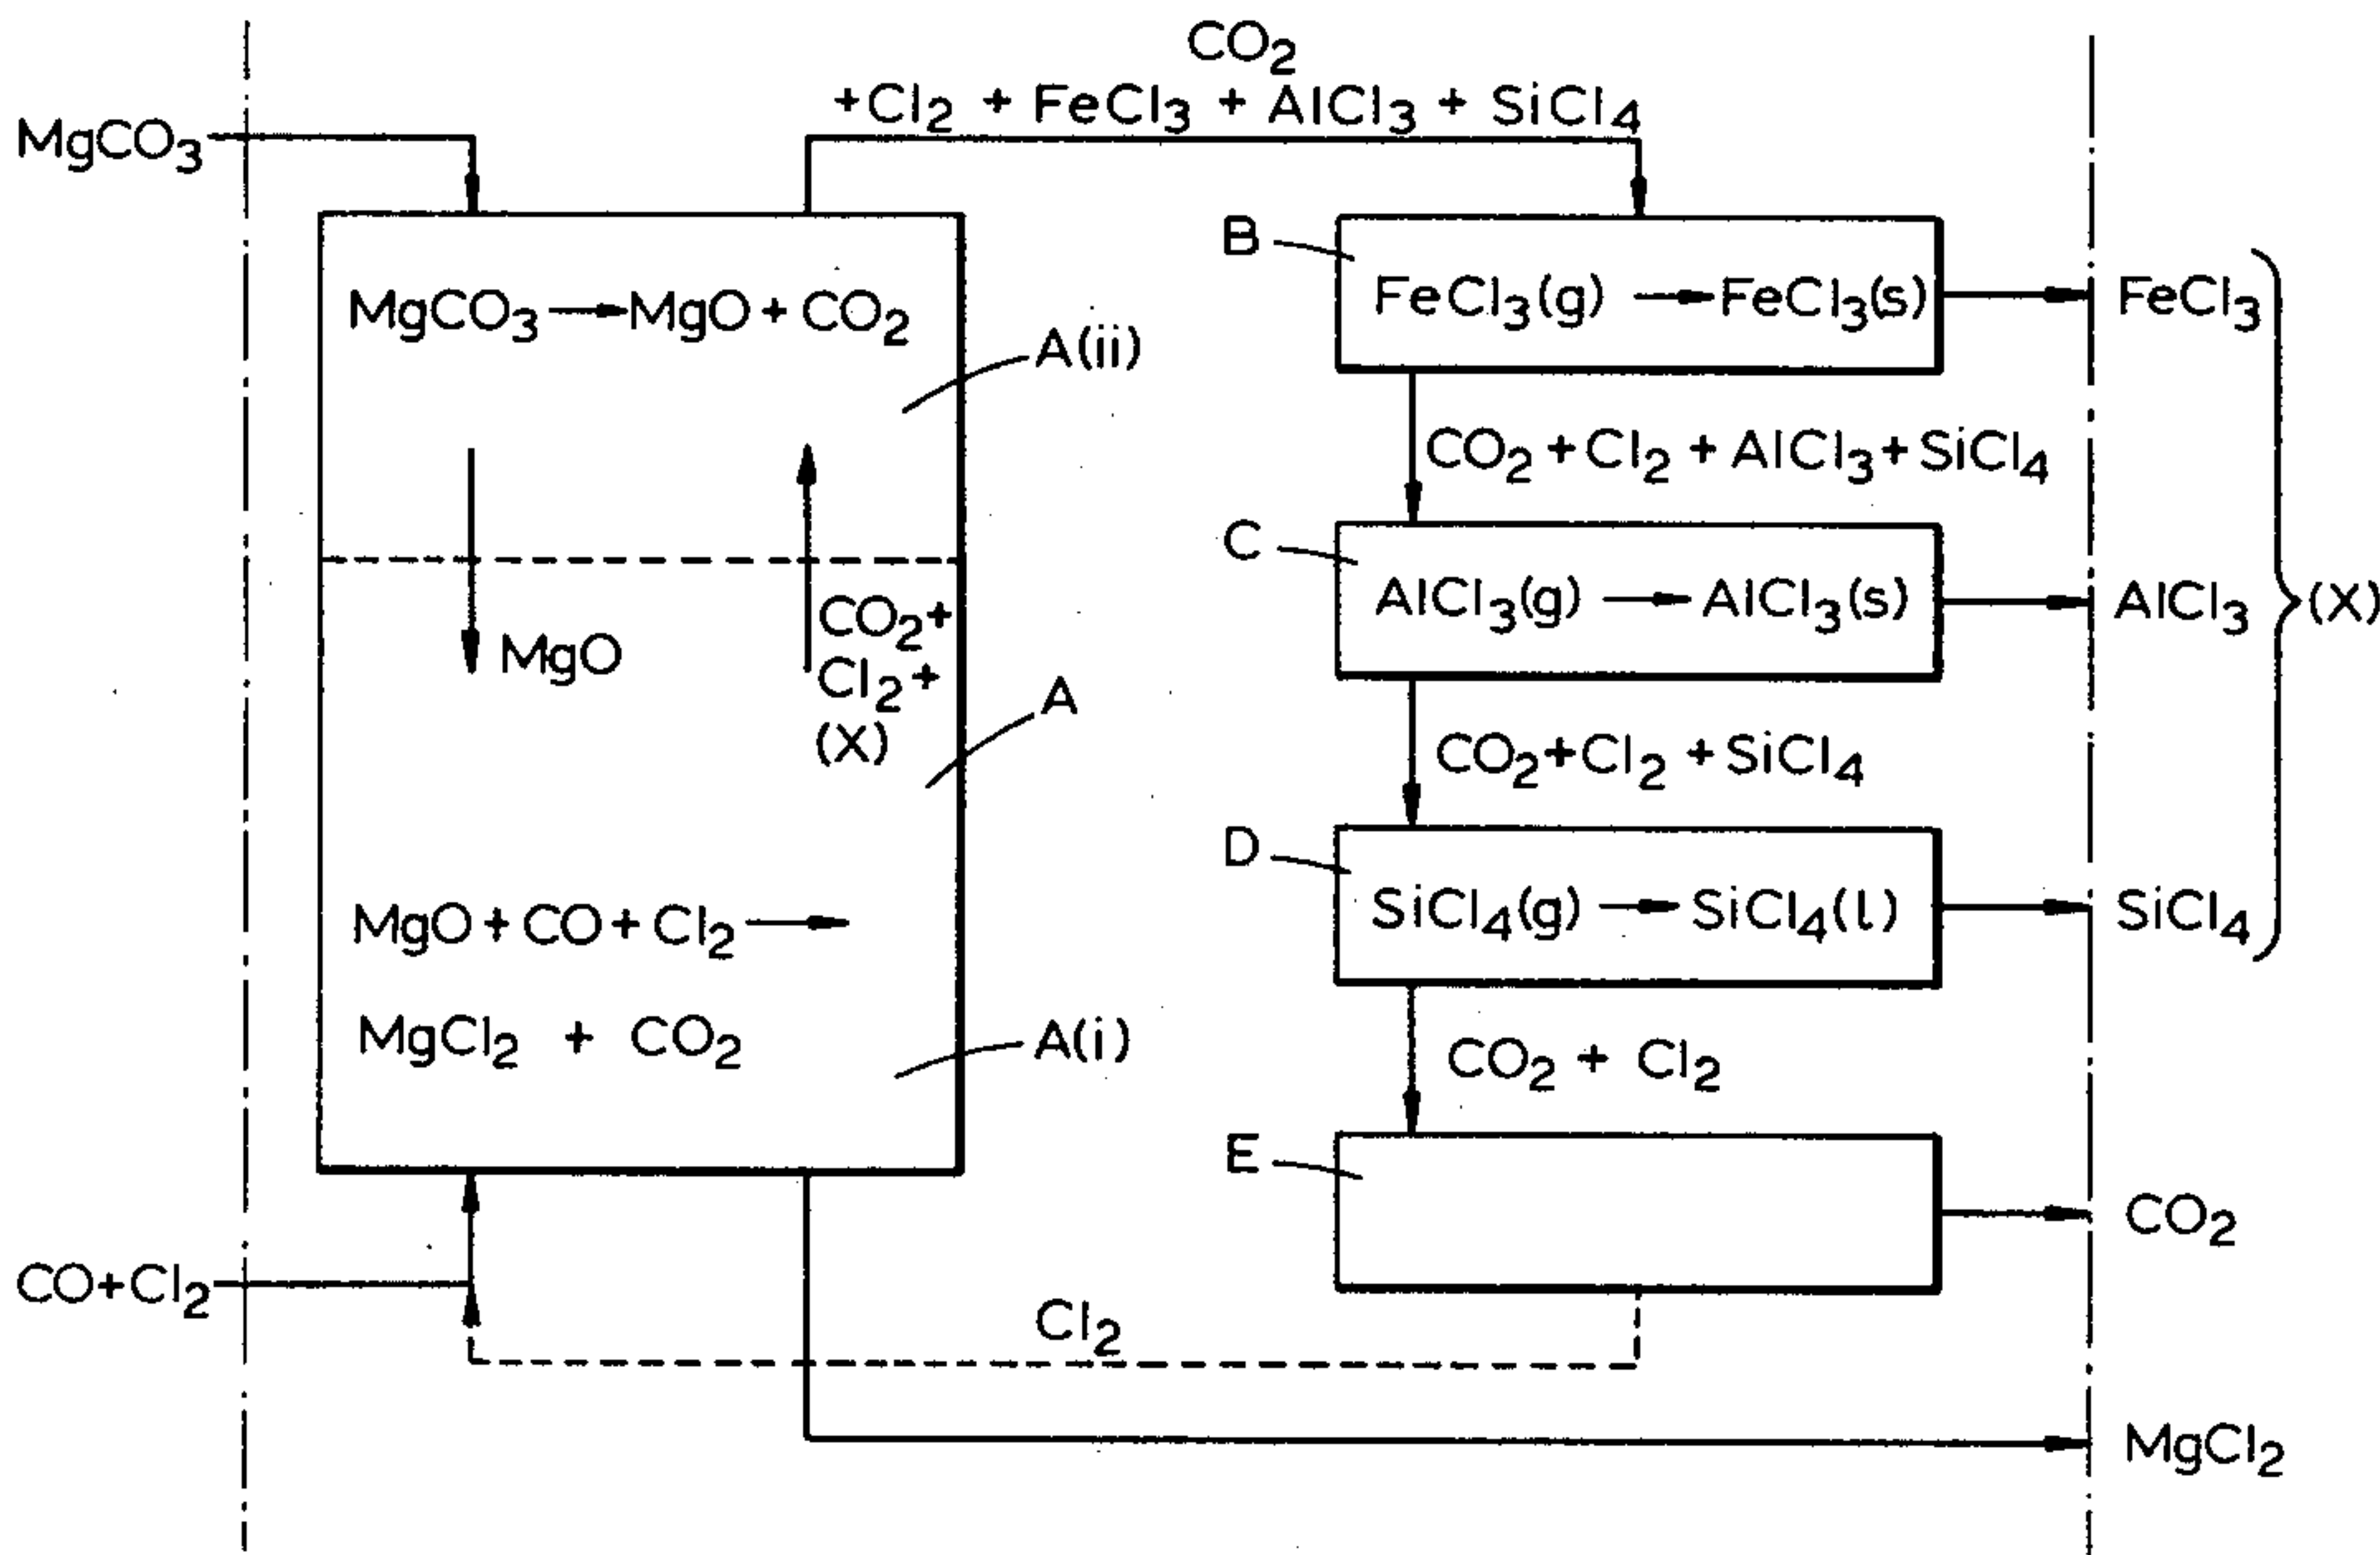 CO₂
+Cl₂ + FeCl₃ + AlCl₃ + SiCl₄
MgCO₃
MgCO₃ → MgO + CO₂
A(ii)
MgO
CO₂+
Cl₂+
(X)
A
MgO + CO + Cl₂ →
MgCl₂ + CO₂
A(i)
CO+Cl₂
Cl₂
B
FeCl₃(g) → FeCl₃(s)
FeCl₃
CO₂ + Cl₂ + AlCl₃ + SiCl₄
C
AlCl₃(g) → AlCl₃(s)
AlCl₃
(X)
CO₂+Cl₂ + SiCl₄
D
SiCl₄(g) → SiCl₄(l)
SiCl₄
CO₂ + Cl₂
E
CO₂
MgCl₂